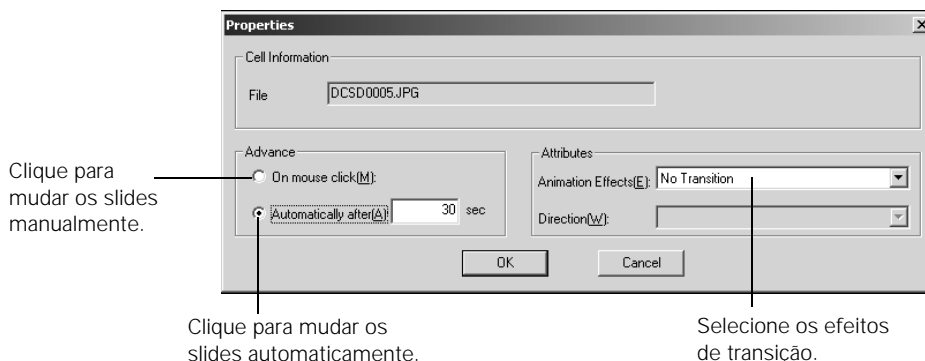 Properties
Cell Information
File DCSD0005.JPG
Advance
On mouse click(M):
Automatically after(A) 30 sec
Attributes
Animation Effects(E): No Transition
Direction(W):
OK Cancel
Clique para
mudar os slides
manualmente.
Clique para mudar os
slides automaticamente.
Selecione os efeitos
de transição.